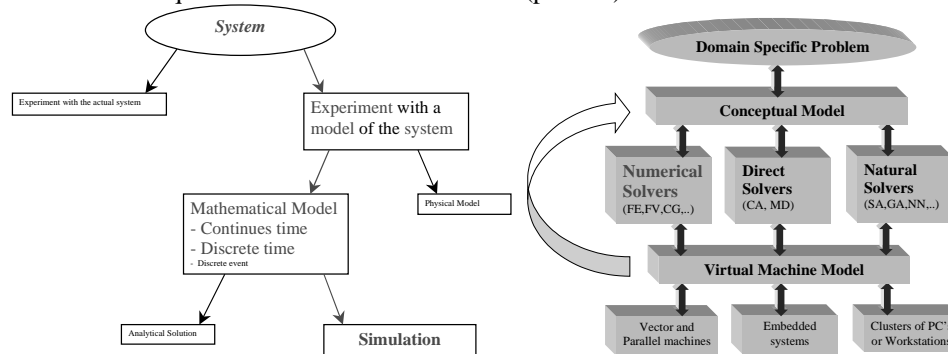 System
Experiment with the actual system
Experiment with a
model of the system
Mathematical Model
- Continues time
- Discrete time
- Discrete event
Physical Model
Analytical Solution
Simulation
Domain Specific Problem
Conceptual Model
Numerical
Solvers
(FE,FV,CG,..)
Direct
Solvers
(CA, MD)
Natural
Solvers
(SA,GA,NN,..)
Virtual Machine Model
Vector and
Parallel machines
Embedded
systems
Clusters of PC'
or Workstations